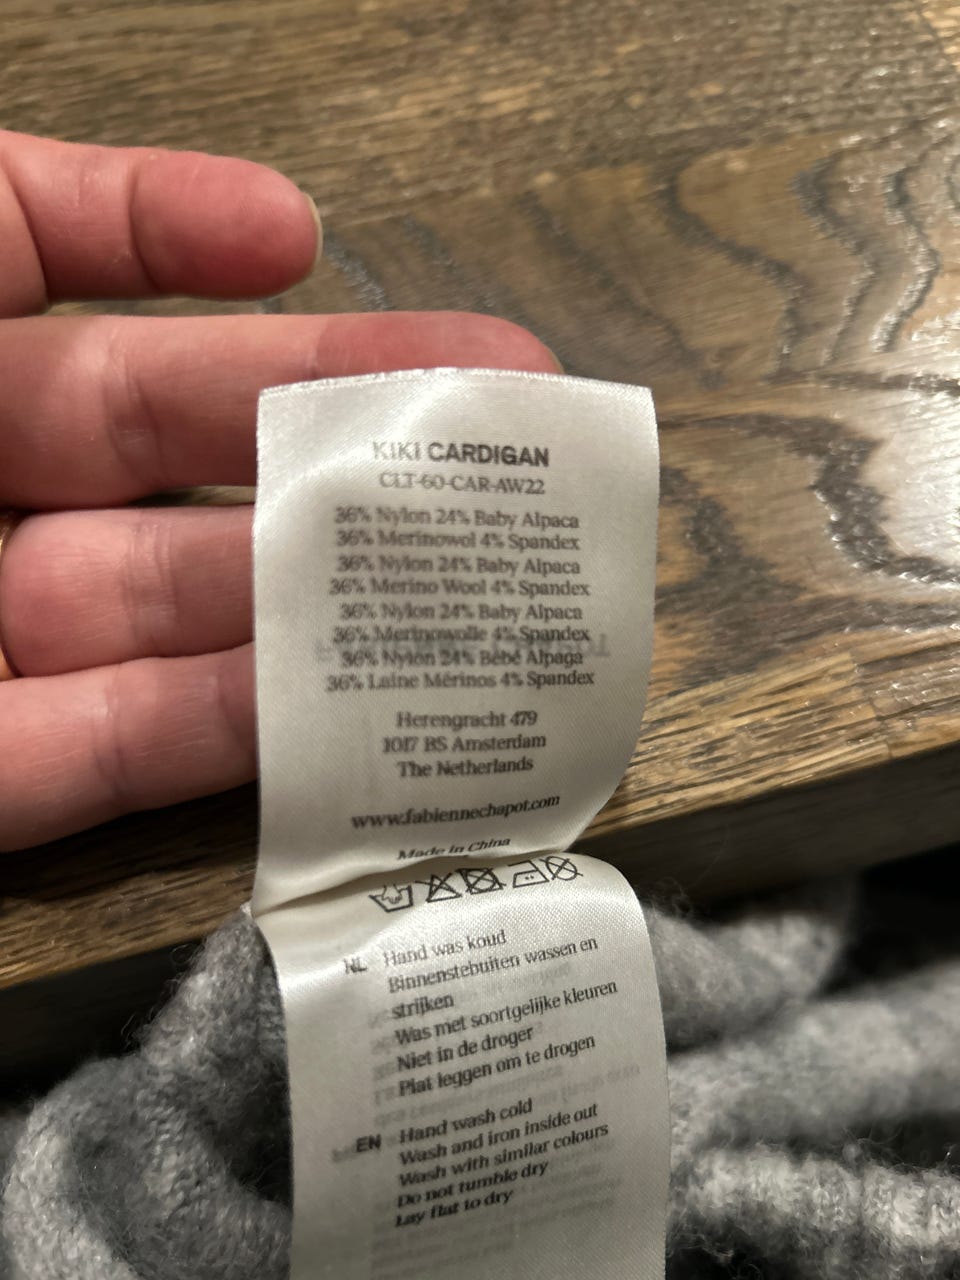 KIKI CARDIGAN
CLT-60-CAR-AW22
36% Nylon 24% Baby Alpaca
36% Merinowol 4% Spandex
36% Nylon 24% Baby Alpaca
36% Merino Wool 4% Spandex
36% Nylon 24% Baby Alpaca
36% Merinowolle 4% Spandex
36% Nylon 24% Bébé Alpaga
36% Laine Mérinos 4% Spandex
Herengracht 479
1017 BS Amsterdam
The Netherlands
www.fabiennechapot.com
Made in China
NL Hand was koud
Binnenstebuiten wassen en
strijken
Was met soortgelijke kleuren
Niet in de droger
Plat leggen om te drogen
EN Hand wash cold
Wash and iron inside out
Wash with similar colours
Do not tumble dry
Lay flat to dry